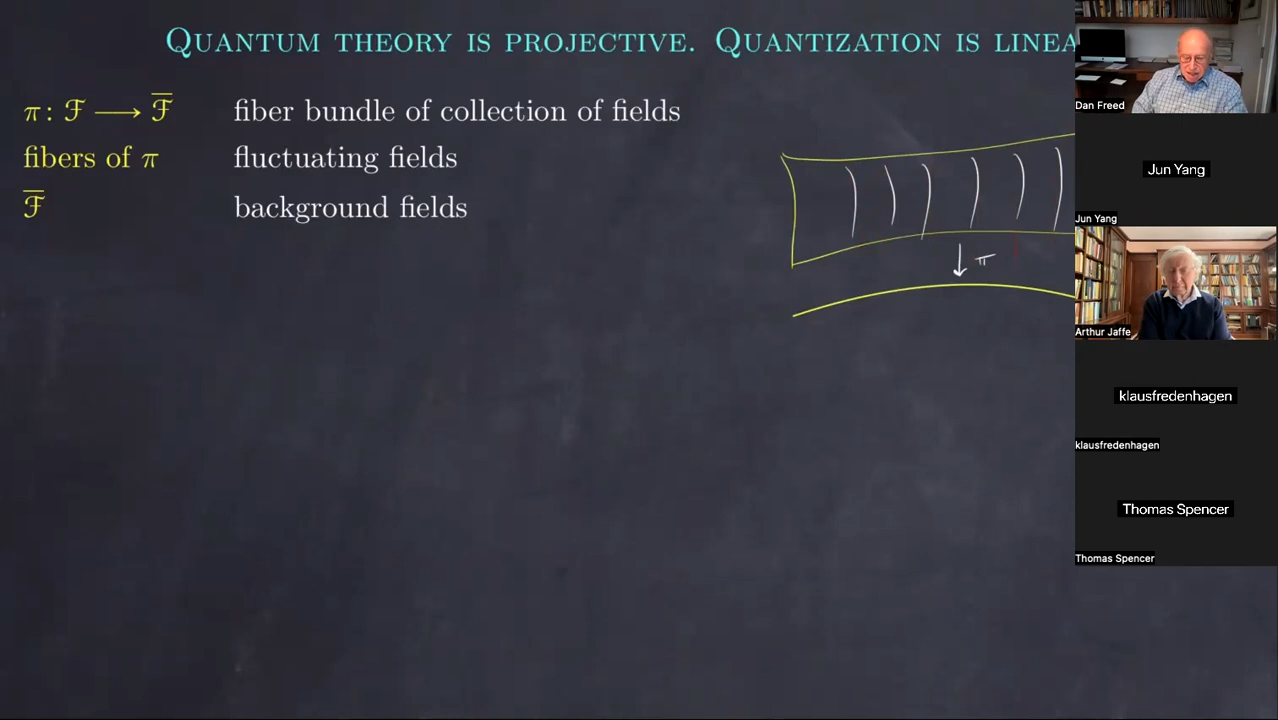 QUANTUM THEORY IS PROJECTIVE. QUANTIZATION IS LINEA
π: ℱ ⟶ ℱ̅ fiber bundle of collection of fields
fibers of π fluctuating fields
ℱ̅ background fields
↓ π
Dan Freed
Jun Yang
Jun Yang
Arthur Jaffe
klausfredenhagen
klausfredenhagen
Thomas Spencer
Thomas Spencer